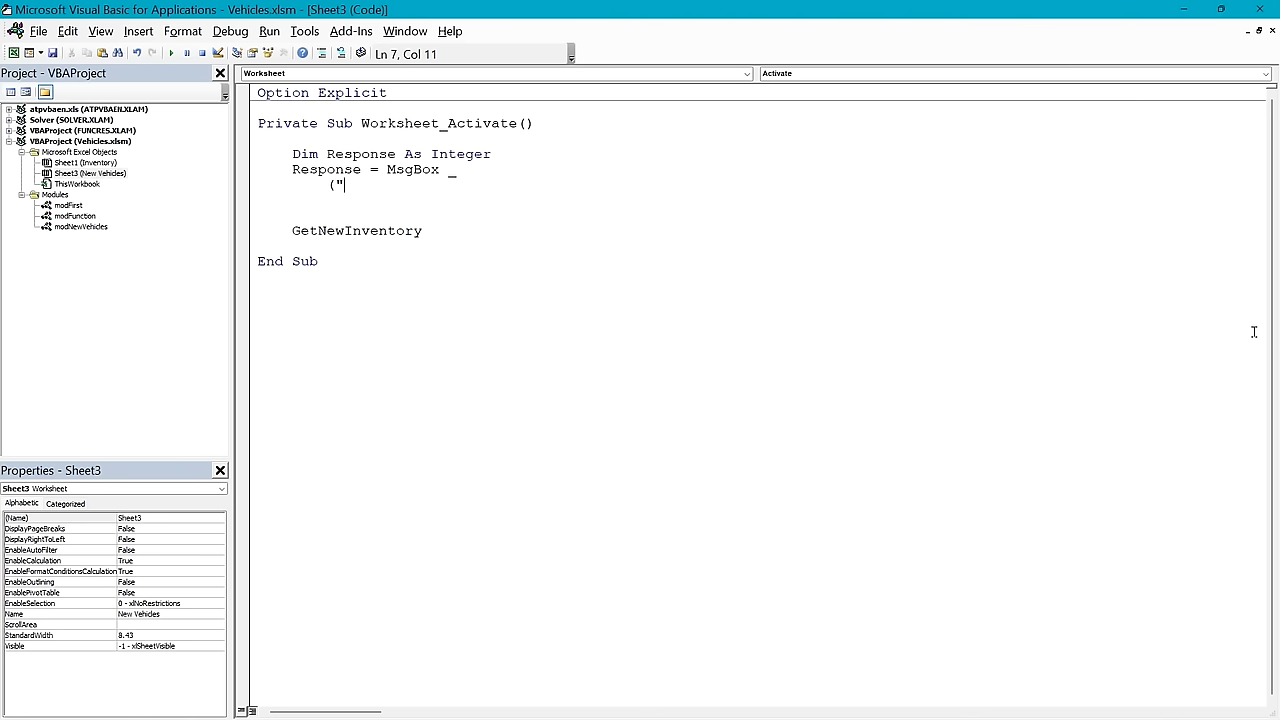 Microsoft Visual Basic for Applications - Vehicles.xlsm - [Sheet3 (Code)]
File Edit View Insert Format Debug Run Tools Add-Ins Window Help
Ln 7, Col 11
Project - VBAProject
Worksheet
Activate
atpvbaen.xls (ATPVBAEN.XLAM)
Solver (SOLVER.XLAM)
VBAProject (FUNCRES.XLAM)
VBAProject (Vehicles.xlsm)
Microsoft Excel Objects
Sheet1 (Inventory)
Sheet3 (New Vehicles)
ThisWorkbook
Modules
modFirst
modFunction
modNewVehicles
Option Explicit
Private Sub Worksheet_Activate()
Dim Response As Integer
Response = MsgBox _
("
GetNewInventory
End Sub
Properties - Sheet3
Sheet3 Worksheet
Alphabetic Categorized
(Name) Sheet3
DisplayPageBreaks False
DisplayRightToLeft False
EnableAutoFilter False
EnableCalculation True
EnableFormatConditionsCalculation True
EnableOutlining False
EnablePivotTable False
EnableSelection 0 - xlNoRestrictions
Name New Vehicles
ScrollArea
StandardWidth 8.43
Visible -1 - xlSheetVisible